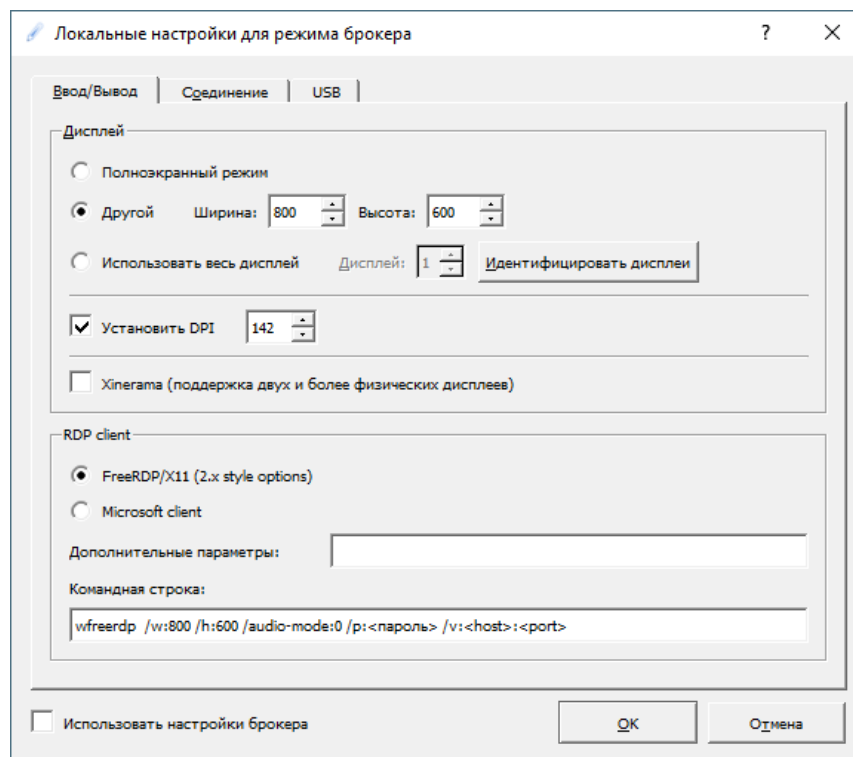 Локальные настройки для режима брокера ?
Ввод/Вывод Соединение USB
Дисплей
Полноэкранный режим
Другой Ширина: 800 Высота: 600
Использовать весь дисплей Дисплей: 1 Идентифицировать дисплеи
Установить DPI 142
Xinerama (поддержка двух и более физических дисплеев)
RDP client
FreeRDP/X11 (2.x style options)
Microsoft client
Дополнительные параметры:
Командная строка:
wfreerdp /w:800 /h:600 /audio-mode:0 /p:<пароль> /v:<host>:<port>
Использовать настройки брокера OK Отмена